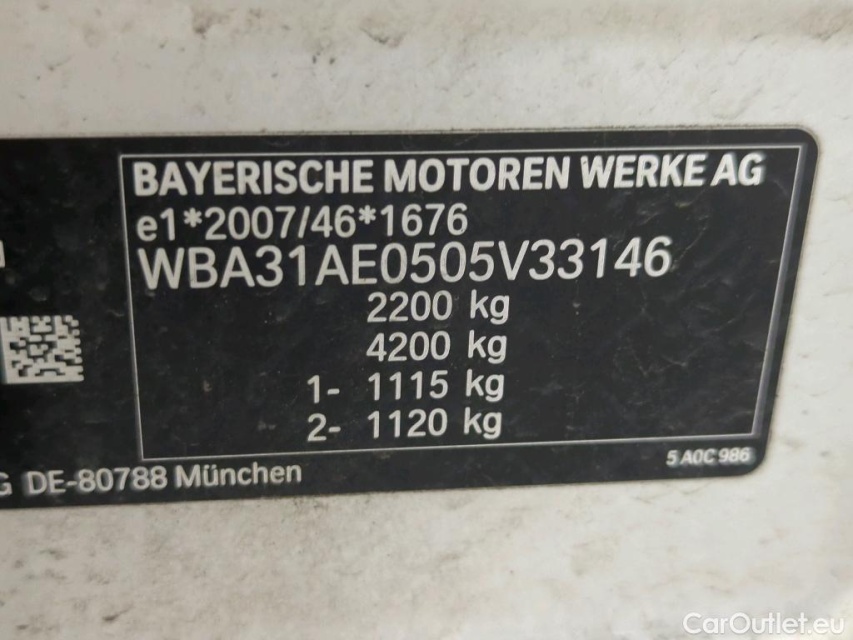 BAYERISCHE MOTOREN WERKE AG
e1*2007/46*1676
WBA31AE0505V33146
2200 kg
4200 kg
1- 1115 kg
2- 1120 kg
5 A0C 986
G DE-80788 München
CarOutlet.eu